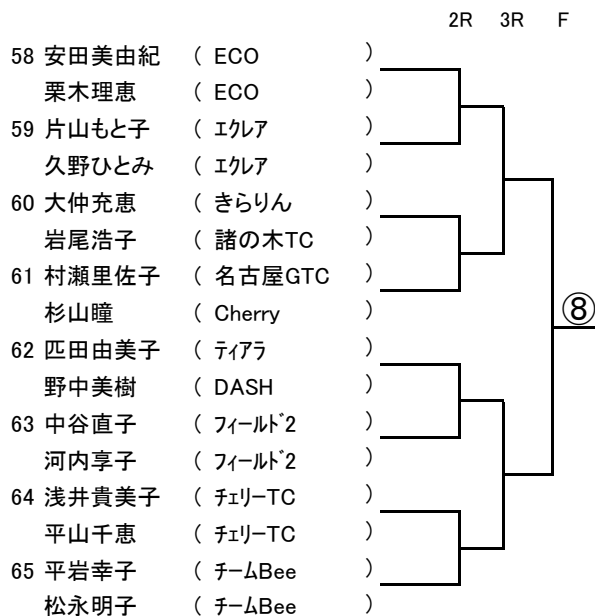 2R 3R F
58 安田美由紀 ( ECO )
栗木理恵 ( ECO )
59 片山もと子 ( ｴｸﾚｱ )
久野ひとみ ( ｴｸﾚｱ )
60 大仲充恵 ( きらりん )
岩尾浩子 ( 諸の木TC )
61 村瀬里佐子 ( 名古屋GTC )
杉山瞳 ( Cherry )
⑧
62 匹田由美子 ( ﾃｨｱﾗ )
野中美樹 ( DASH )
63 中谷直子 ( ﾌｨｰﾙﾄﾞ2 )
河内享子 ( ﾌｨｰﾙﾄﾞ2 )
64 浅井貴美子 ( ﾁｪﾘｰTC )
平山千恵 ( ﾁｪﾘｰTC )
65 平岩幸子 ( ﾁｰﾑBee )
松永明子 ( ﾁｰﾑBee )